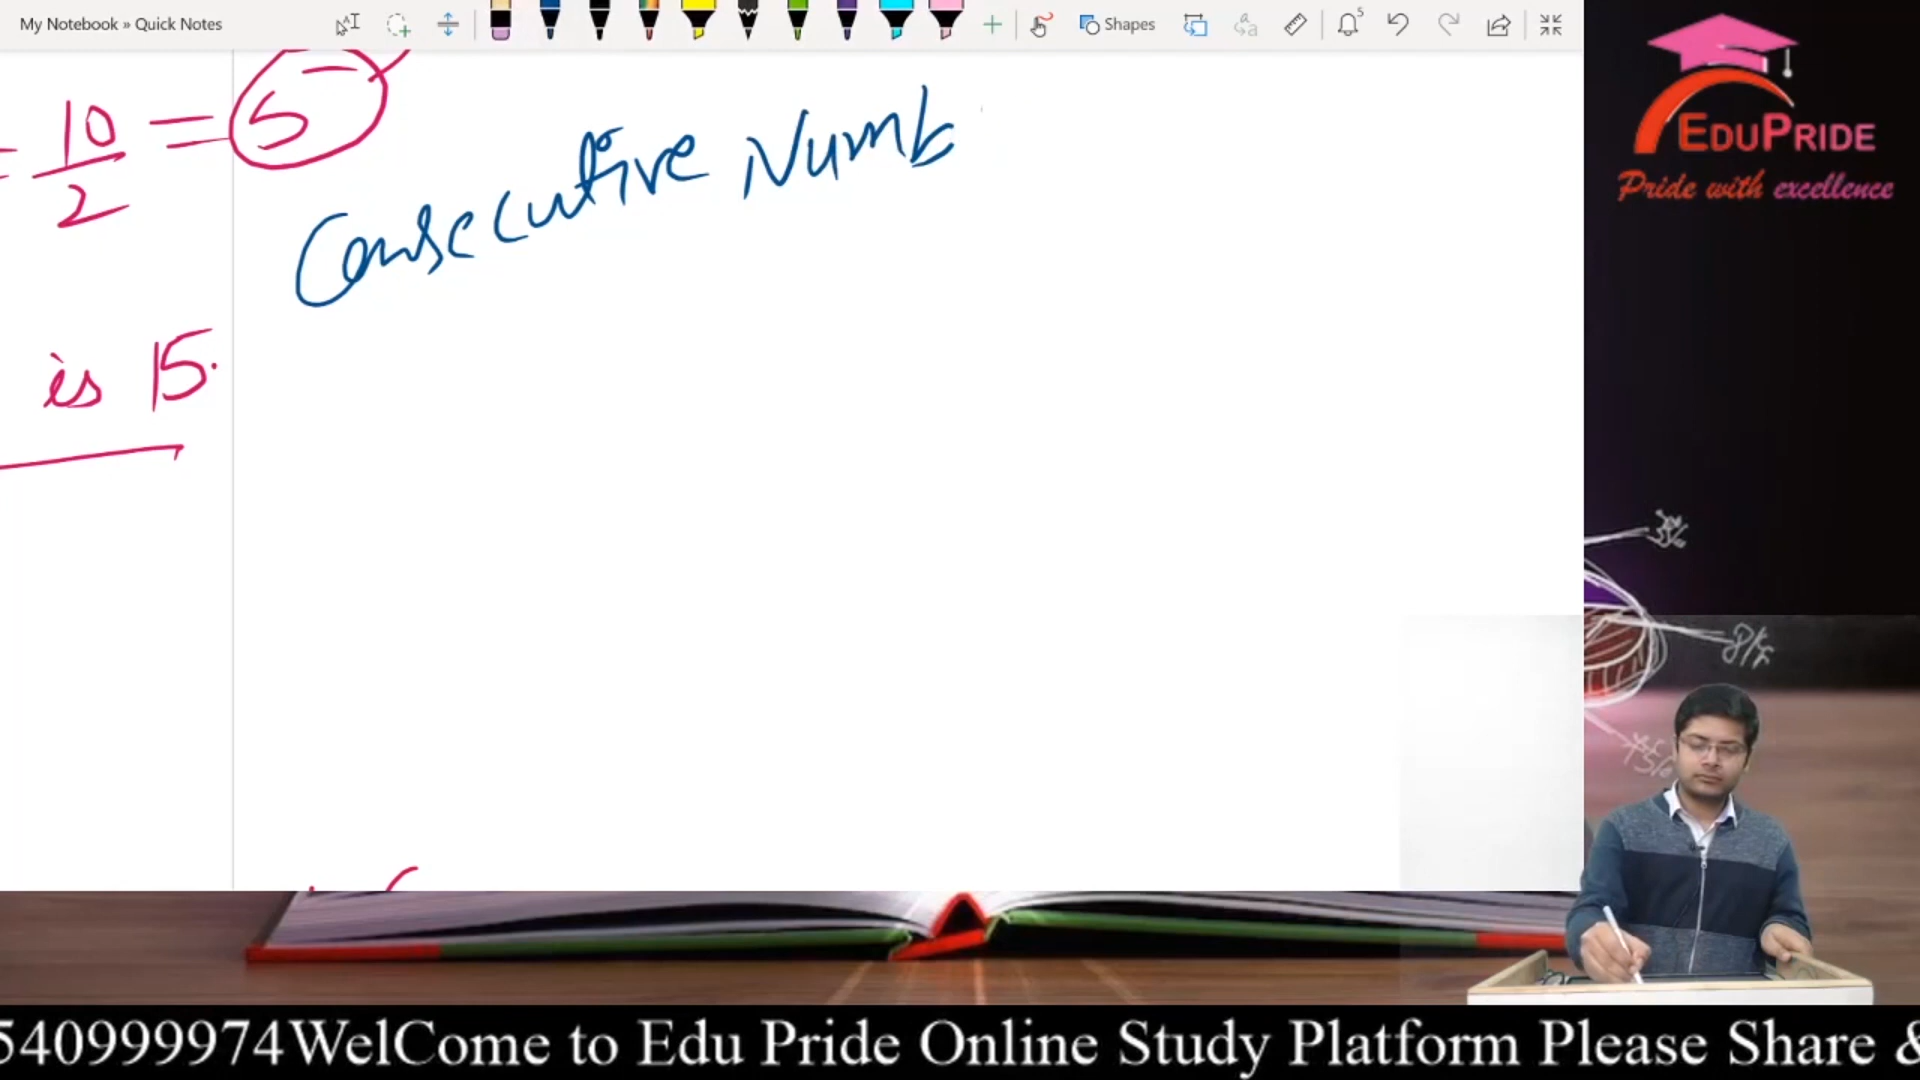 My Notebook » Quick Notes
Shapes
5
= 10/2 = 5
Consecutive Numb
is 15.
EDUPRIDE
Pride with excellence
540999974WelCome to Edu Pride Online Study Platform Please Share &